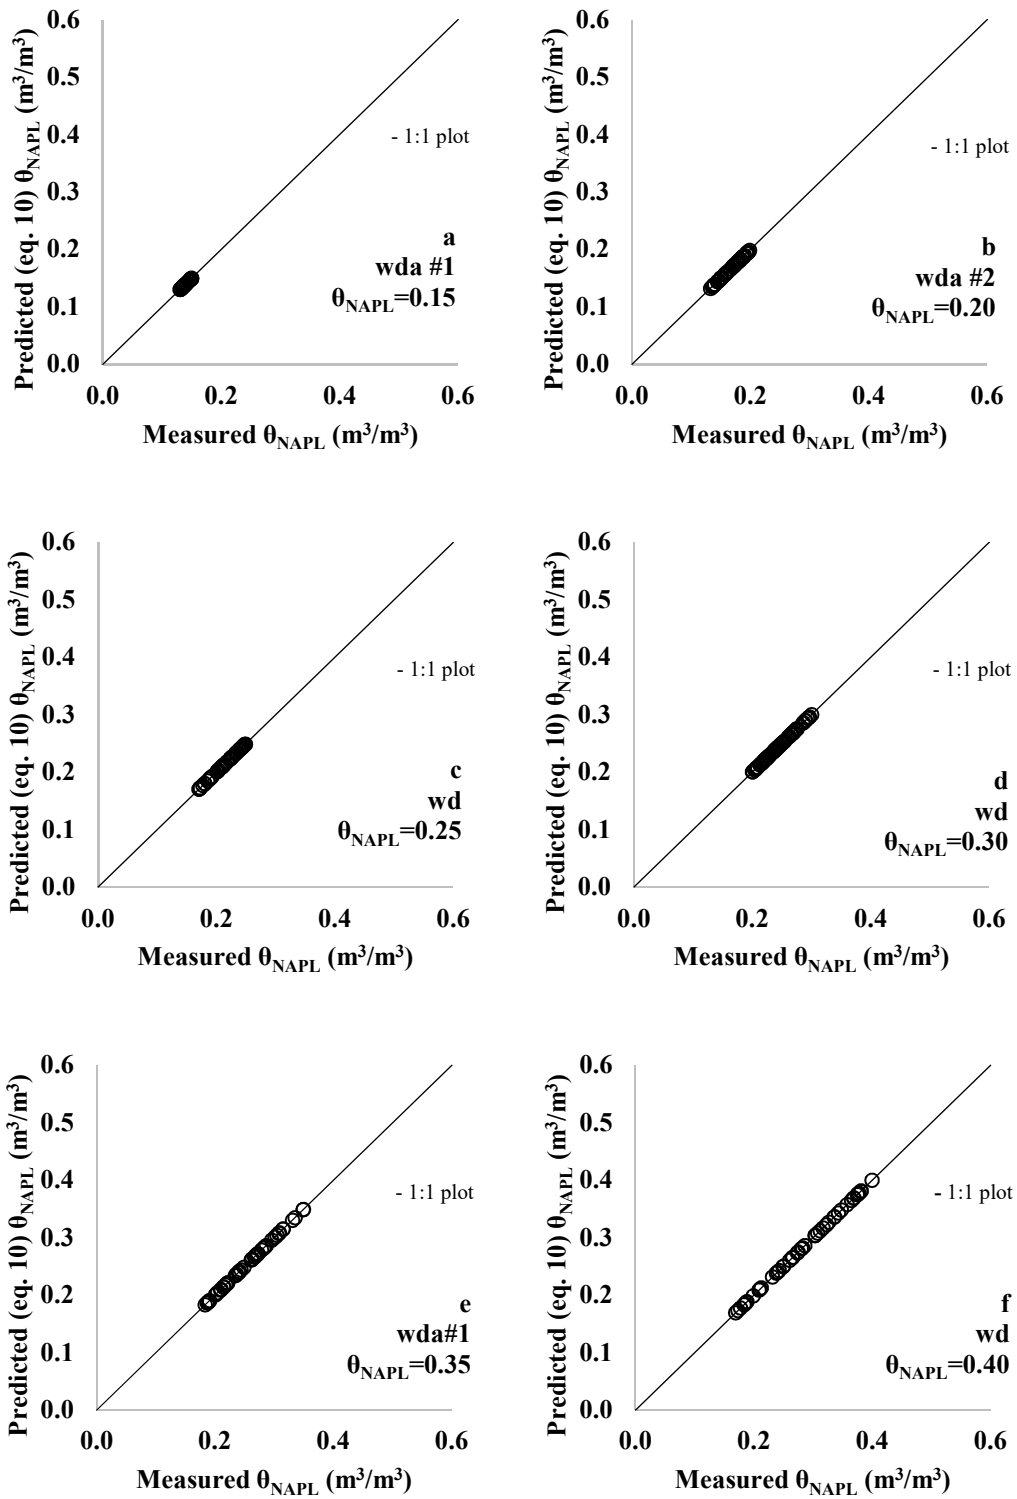 Predicted (eq. 10) θNAPL (m³/m³)
0.6
0.5
0.4
0.3
0.2
0.1
0.0
- 1:1 plot
a
wda #1
θNAPL=0.15
0.0 0.2 0.4 0.6
Measured θNAPL (m³/m³)
Predicted (eq. 10) θNAPL (m³/m³)
0.6
0.5
0.4
0.3
0.2
0.1
0.0
- 1:1 plot
b
wda #2
θNAPL=0.20
0.0 0.2 0.4 0.6
Measured θNAPL (m³/m³)
Predicted (eq. 10) θNAPL (m³/m³)
0.6
0.5
0.4
0.3
0.2
0.1
0.0
- 1:1 plot
c
wd
θNAPL=0.25
0.0 0.2 0.4 0.6
Measured θNAPL (m³/m³)
Predicted (eq. 10) θNAPL (m³/m³)
0.6
0.5
0.4
0.3
0.2
0.1
0.0
- 1:1 plot
d
wd
θNAPL=0.30
0.0 0.2 0.4 0.6
Measured θNAPL (m³/m³)
Predicted (eq. 10) θNAPL (m³/m³)
0.6
0.5
0.4
0.3
0.2
0.1
0.0
- 1:1 plot
e
wda#1
θNAPL=0.35
0.0 0.2 0.4 0.6
Measured θNAPL (m³/m³)
Predicted (eq. 10) θNAPL (m³/m³)
0.6
0.5
0.4
0.3
0.2
0.1
0.0
- 1:1 plot
f
wd
θNAPL=0.40
0.0 0.2 0.4 0.6
Measured θNAPL (m³/m³)